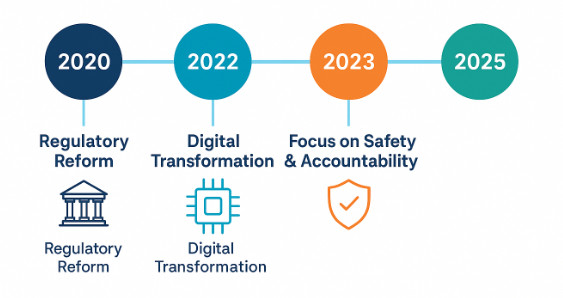 2020
2022
2023
2025
Regulatory
Reform
Digital
Transformation
Focus on Safety
& Accountability
Regulatory
Reform
Digital
Transformation